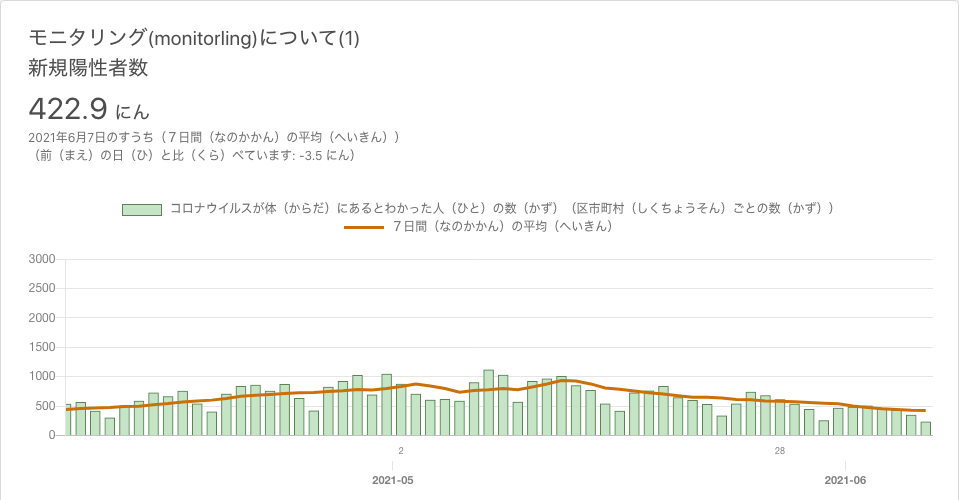 モニタリング(monitorling)について(1)
新規陽性者数
422.9 にん
2021年6月7日のすうち（７日間（なのかかん）の平均（へいきん））
（前（まえ）の日（ひ）と比（くら）べています: -3.5 にん）
コロナウイルスが体（からだ）にあるとわかった人（ひと）の数（かず）（区市町村（しくちょうそん）ごとの数（かず））
７日間（なのかかん）の平均（へいきん）
3000
2500
2000
1500
1000
500
0
2 28
2021-05 2021-06